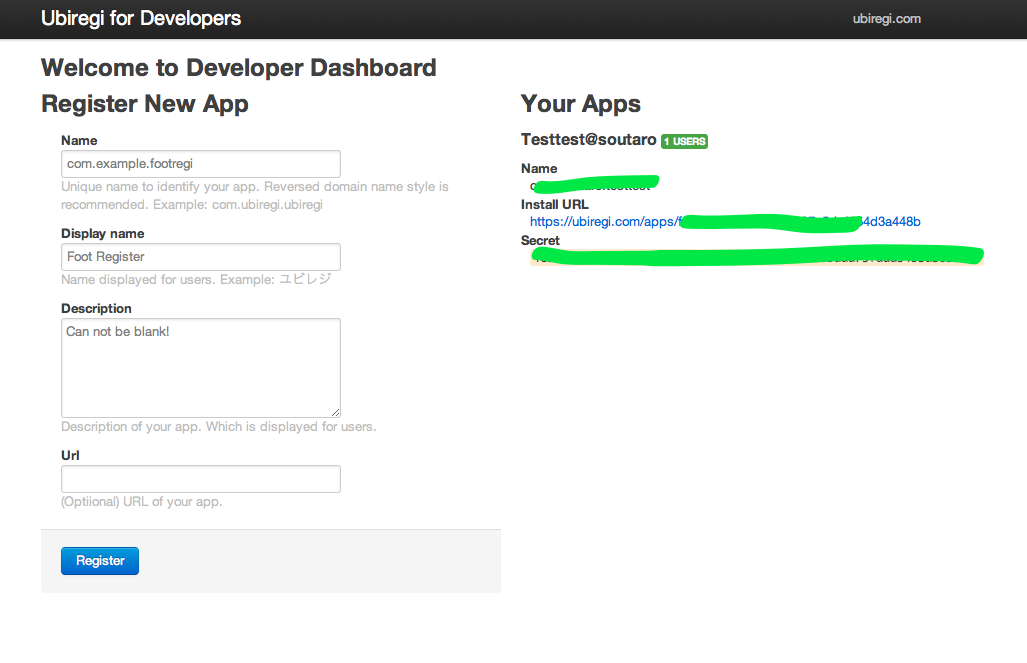 Ubiregi for Developers
ubiregi.com
Welcome to Developer Dashboard
Register New App
Name
com.example.footregi
Unique name to identify your app. Reversed domain name style is
recommended. Example: com.ubiregi.ubiregi
Display name
Foot Register
Name displayed for users. Example: ユビレジ
Description
Can not be blank!
Description of your app. Which is displayed for users.
Url
(Optiional) URL of your app.
Register
Your Apps
Testtest@soutaro 1 USERS
Name
Install URL
https://ubiregi.com/apps/
Secret